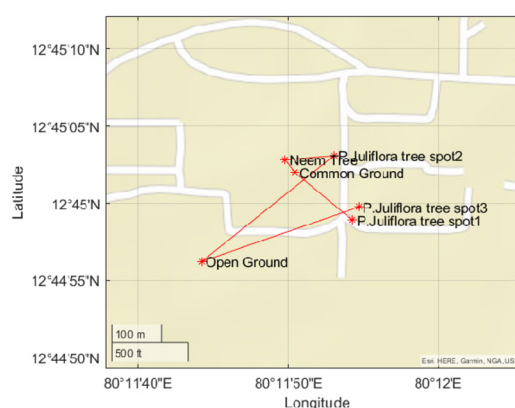 12°45'10"N
12°45'05"N
12°45'N
12°44'55"N
12°44'50"N
Latitude
Neem Tree
P.Juliflora tree spot2
Common Ground
P.Juliflora tree spot3
P.Juliflora tree spot1
Open Ground
100 m
500 ft
Esri, HERE, Garmin, NGA, US
80°11'40"E
80°11'50"E
80°12'E
Longitude